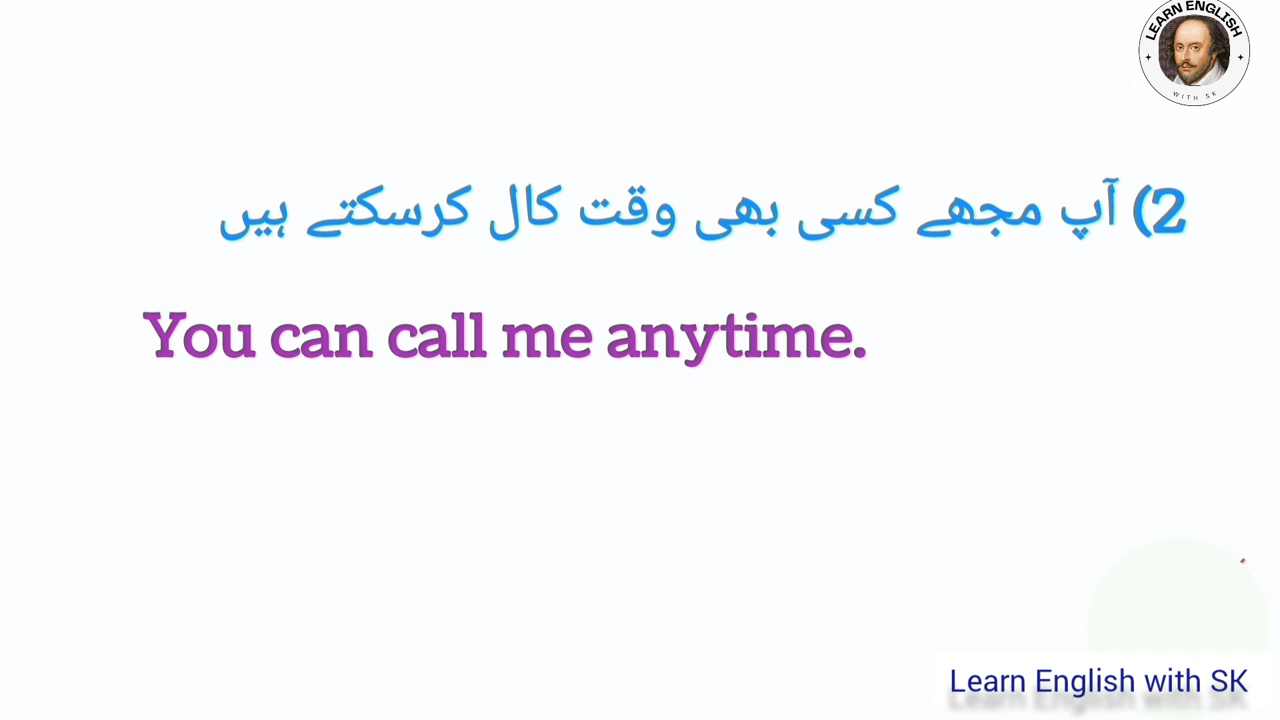 LEARN ENGLISH
WITH SK
2) آپ مجھے کسی بھی وقت کال کرسکتے ہیں
You can call me anytime.
Learn English with SK